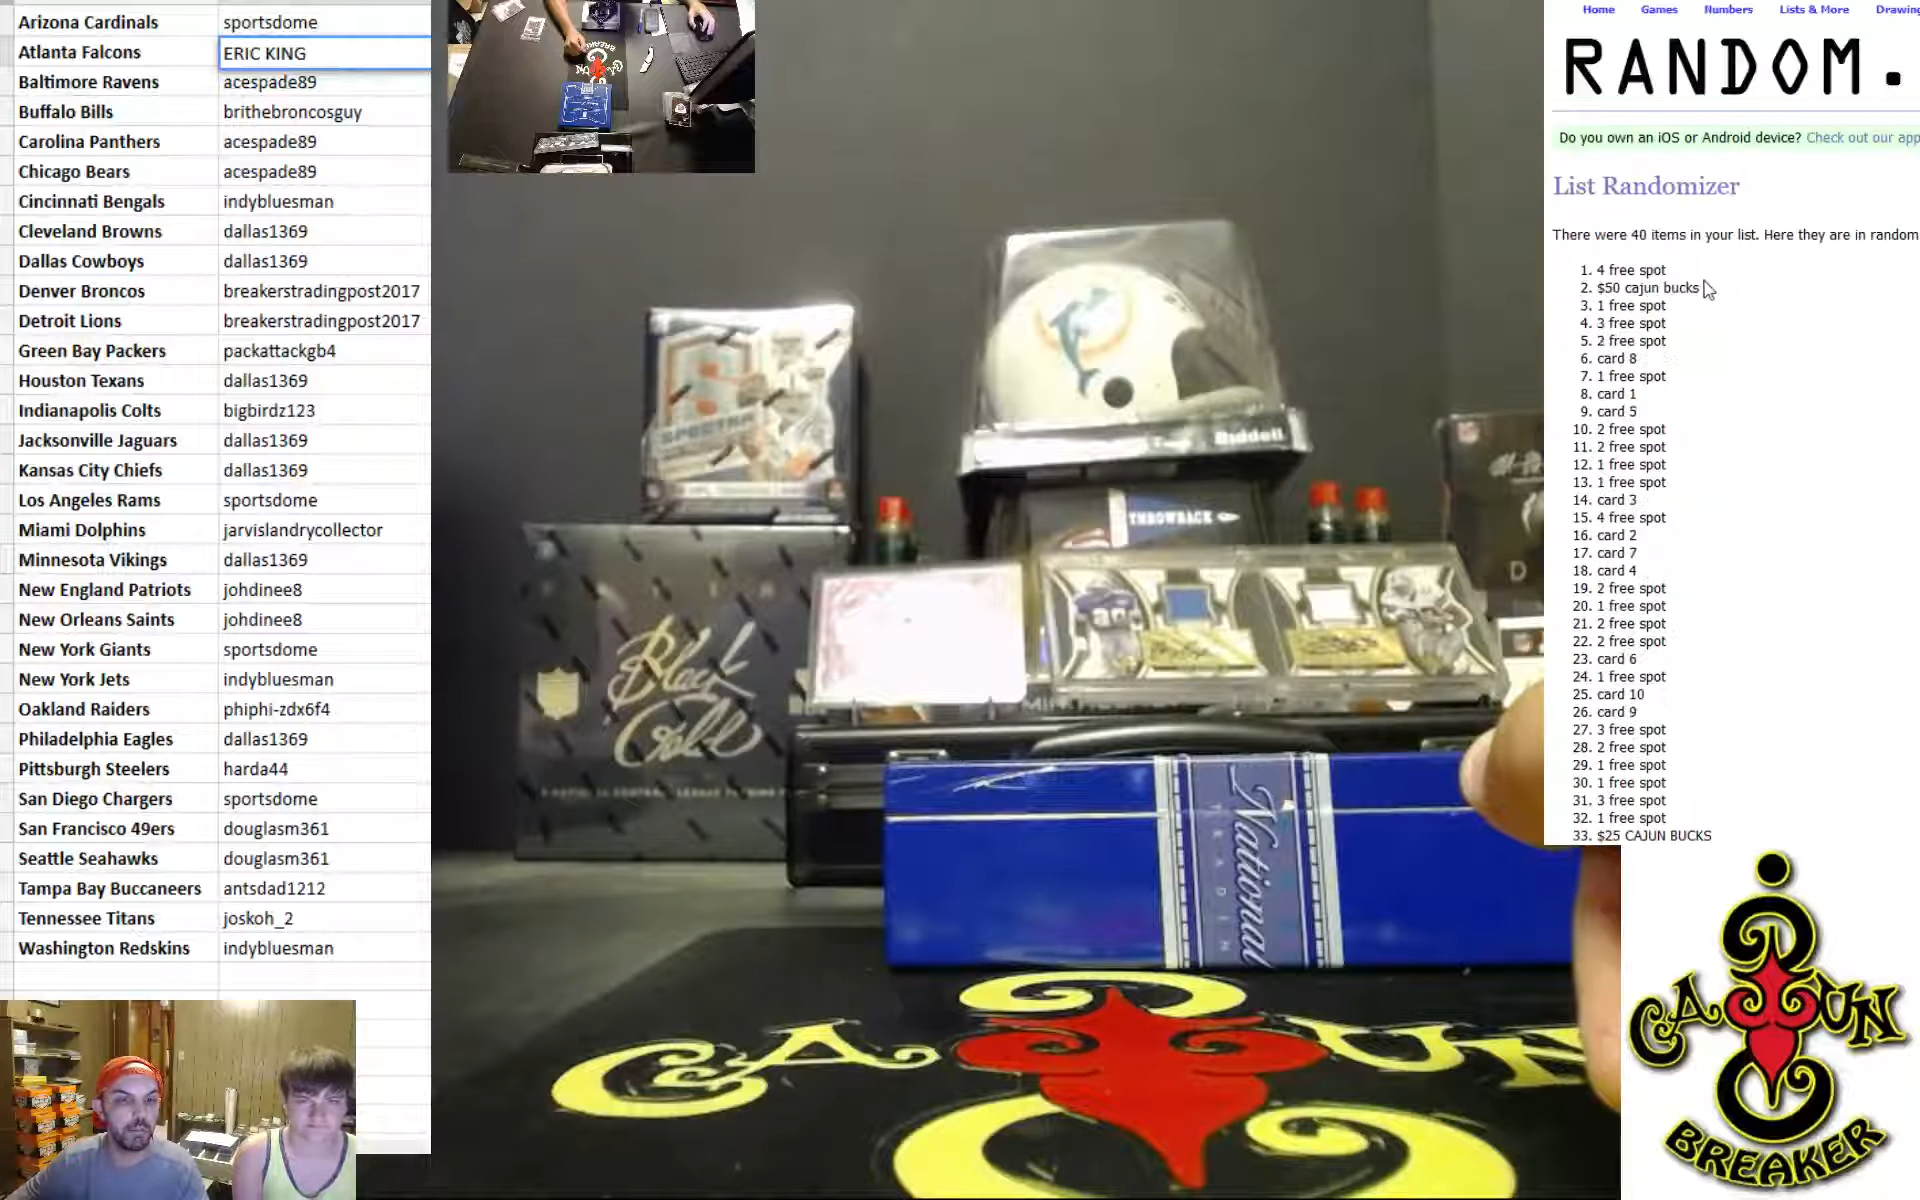 Arizona Cardinals sportsdome
Atlanta Falcons ERIC KING
Baltimore Ravens acespade89
Buffalo Bills brithebroncosguy
Carolina Panthers acespade89
Chicago Bears acespade89
Cincinnati Bengals indybluesman
Cleveland Browns dallas1369
Dallas Cowboys dallas1369
Denver Broncos breakerstradingpost2017
Detroit Lions breakerstradingpost2017
Green Bay Packers packattackgb4
Houston Texans dallas1369
Indianapolis Colts bigbirdz123
Jacksonville Jaguars dallas1369
Kansas City Chiefs dallas1369
Los Angeles Rams sportsdome
Miami Dolphins jarvislandrycollector
Minnesota Vikings dallas1369
New England Patriots johdinee8
New Orleans Saints johdinee8
New York Giants sportsdome
New York Jets indybluesman
Oakland Raiders phiphi-zdx6f4
Philadelphia Eagles dallas1369
Pittsburgh Steelers harda44
San Diego Chargers sportsdome
San Francisco 49ers douglasm361
Seattle Seahawks douglasm361
Tampa Bay Buccaneers antsdad1212
Tennessee Titans joskoh_2
Washington Redskins indybluesman
SPECTRA
Riddell
THROWBACK
Black
Gold
National
CAJUN
Home Games Numbers Lists & More Drawing
RANDOM.
Do you own an iOS or Android device? Check out our app
List Randomizer
There were 40 items in your list. Here they are in random
1. 4 free spot
2. $50 cajun bucks
3. 1 free spot
4. 3 free spot
5. 2 free spot
6. card 8
7. 1 free spot
8. card 1
9. card 5
10. 2 free spot
11. 2 free spot
12. 1 free spot
13. 1 free spot
14. card 3
15. 4 free spot
16. card 2
17. card 7
18. card 4
19. 2 free spot
20. 1 free spot
21. 2 free spot
22. 2 free spot
23. card 6
24. 1 free spot
25. card 10
26. card 9
27. 3 free spot
28. 2 free spot
29. 1 free spot
30. 1 free spot
31. 3 free spot
32. 1 free spot
33. $25 CAJUN BUCKS
CAJUN
BREAKER